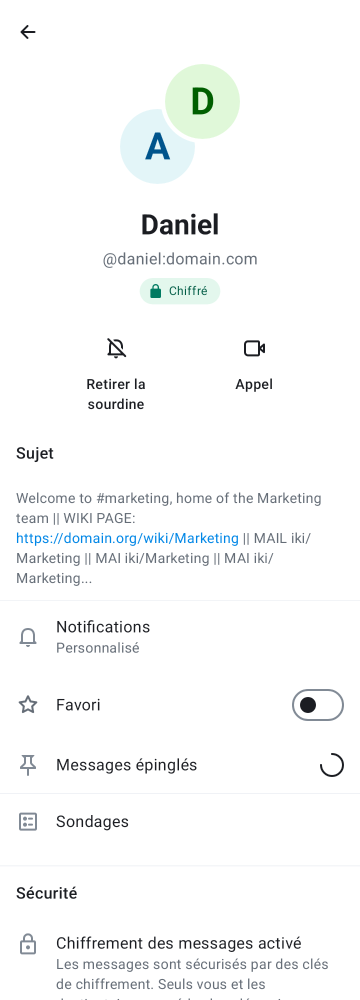 D
A
Daniel
@daniel:domain.com
Chiffré
Retirer la
sourdine
Appel
Sujet
Welcome to #marketing, home of the Marketing
team || WIKI PAGE:
https://domain.org/wiki/Marketing || MAIL iki/
Marketing || MAI iki/Marketing || MAI iki/
Marketing...
Notifications
Personnalisé
Favori
Messages épinglés
Sondages
Sécurité
Chiffrement des messages activé
Les messages sont sécurisés par des clés
de chiffrement. Seuls vous et les